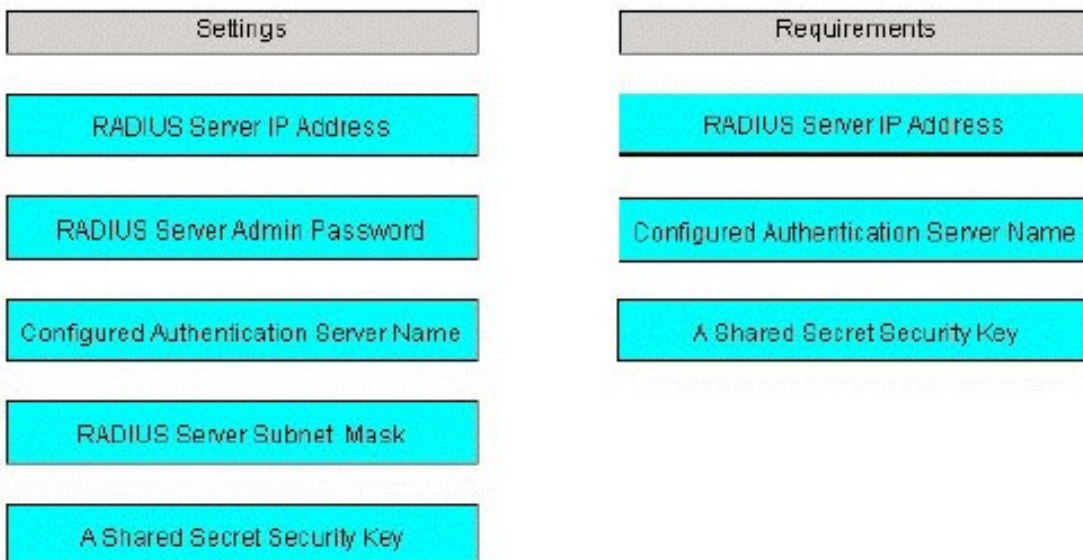 Settings
RADIUS Server IP Address
RADIUS Server Admin Password
Configured Authentication Server Name
RADIUS Server Subnet Mask
A Shared Secret Security Key
Requirements
RADIUS Server IP Address
Configured Authentication Server Name
A Shared Secret Security Key